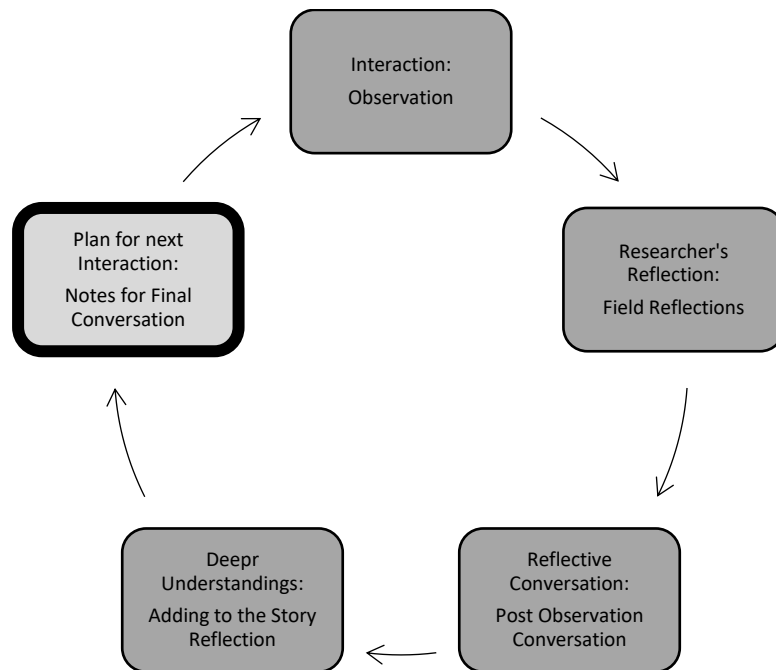 Interaction:
Observation
Researcher's
Reflection:
Field Reflections
Reflective
Conversation:
Post Observation
Conversation
Deepr
Understandings:
Adding to the Story
Reflection
Plan for next
Interaction:
Notes for Final
Conversation